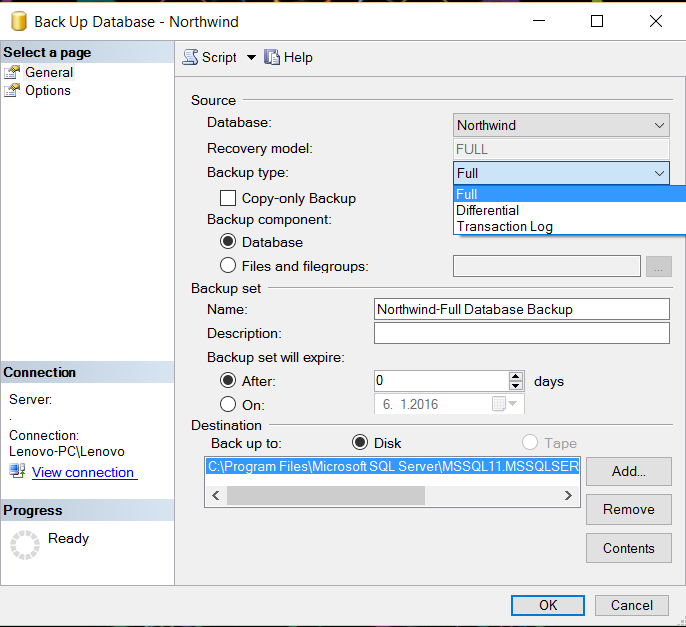 Back Up Database - Northwind
Select a page
General
Options
Script
Help
Source
Database:
Northwind
Recovery model:
FULL
Backup type:
Full
Full
Differential
Transaction Log
Copy-only Backup
Backup component:
Database
Files and filegroups:
...
Backup set
Name:
Northwind-Full Database Backup
Description:
Backup set will expire:
After:
0
days
On:
6. 1.2016
Destination
Back up to:
Disk
Tape
C:\Program Files\Microsoft SQL Server\MSSQL11.MSSQLSER
Add...
Remove
Contents
Connection
Server:
.
Connection:
Lenovo-PC\Lenovo
View connection
Progress
Ready
OK
Cancel